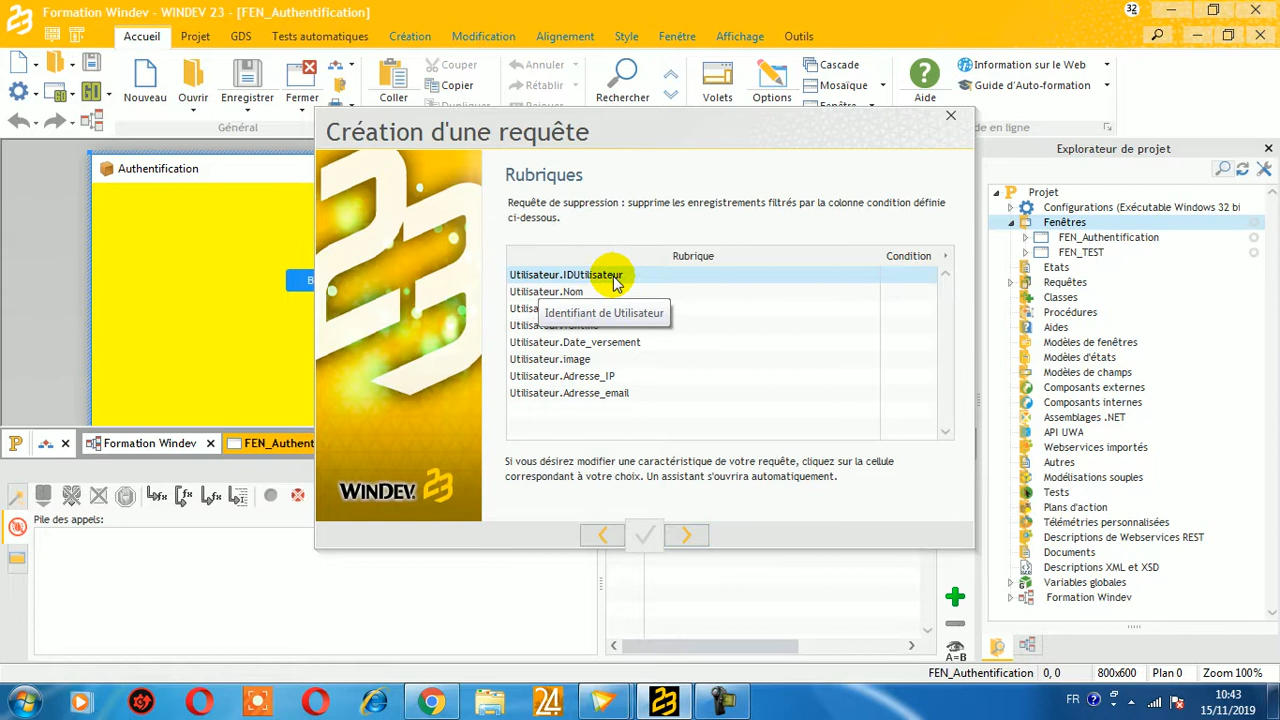 Formation Windev - WINDEV 23 - [FEN_Authentification]
32
Accueil Projet GDS Tests automatiques Création Modification Alignement Style Fenêtre Affichage Outils
Nouveau Ouvrir Enregistrer Fermer Coller
Couper
Copier
Dupliquer
Annuler
Rétablir
Rechercher Volets Options
Cascade
Mosaïque
Aide
Information sur le Web
Guide d'Auto-formation
Général
de en ligne
Authentification
Création d'une requête
Rubriques
Requête de suppression : supprime les enregistrements filtrés par la colonne condition définie
ci-dessous.
Rubrique Condition
Utilisateur.IDUtilisateur
Utilisateur.Nom
Identifiant de Utilisateur
Utilisateur.Date_versement
Utilisateur.image
Utilisateur.Adresse_IP
Utilisateur.Adresse_email
Si vous désirez modifier une caractéristique de votre requête, cliquez sur la cellule
correspondant à votre choix. Un assistant s'ouvrira automatiquement.
WINDEV 23
Formation Windev FEN_Authenti
Pile des appels:
A=B
Explorateur de projet
Projet
Configurations (Exécutable Windows 32 bi
Fenêtres
FEN_Authentification
FEN_TEST
Etats
Requêtes
Classes
Procédures
Aides
Modèles de fenêtres
Modèles d'états
Modèles de champs
Composants externes
Composants internes
Assemblages .NET
API UWA
Webservices importés
Autres
Modélisations souples
Tests
Plans d'action
Télémétries personnalisées
Descriptions de Webservices REST
Documents
Descriptions XML et XSD
Variables globales
Formation Windev
FEN_Authentification 0, 0 800x600 Plan 0 Zoom 100%
24
23
FR
10:43
15/11/2019